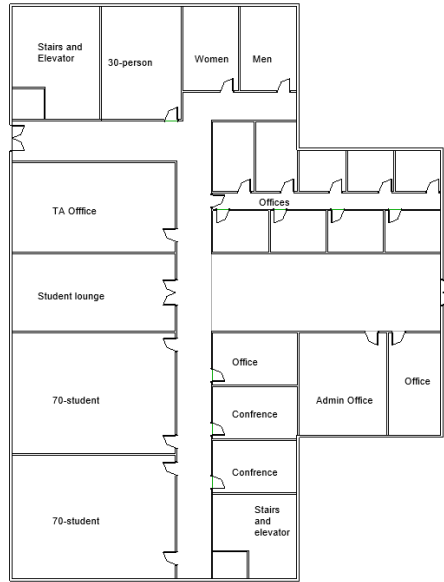 Stairs and
Elevator
30-person
Women
Men
TA Offfice
Offices
Student lounge
Office
70-student
Confrence
Admin Office
Office
Confrence
70-student
Stairs
and
elevator